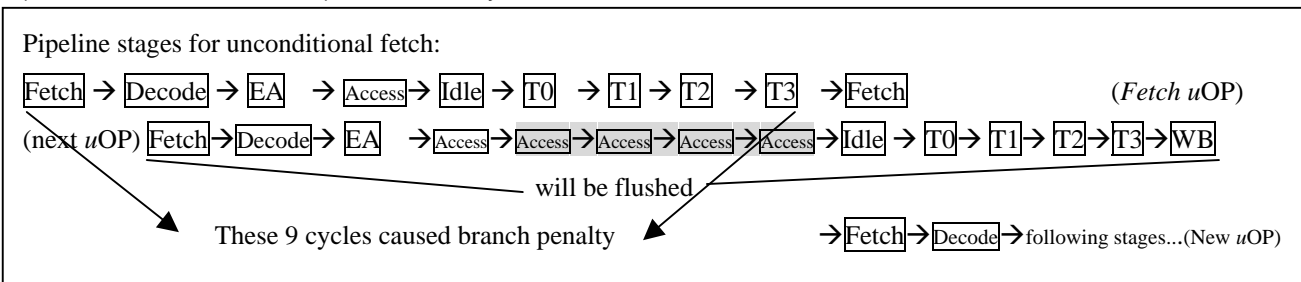 Pipeline stages for unconditional fetch:
Fetch → Decode → EA → Access → Idle → T0 → T1 → T2 → T3 → Fetch (Fetch uOP)
(next uOP) Fetch → Decode → EA → Access → Access → Access → Access → Access → Idle → T0 → T1 → T2 → T3 → WB
will be flushed
These 9 cycles caused branch penalty → Fetch → Decode → following stages...(New uOP)